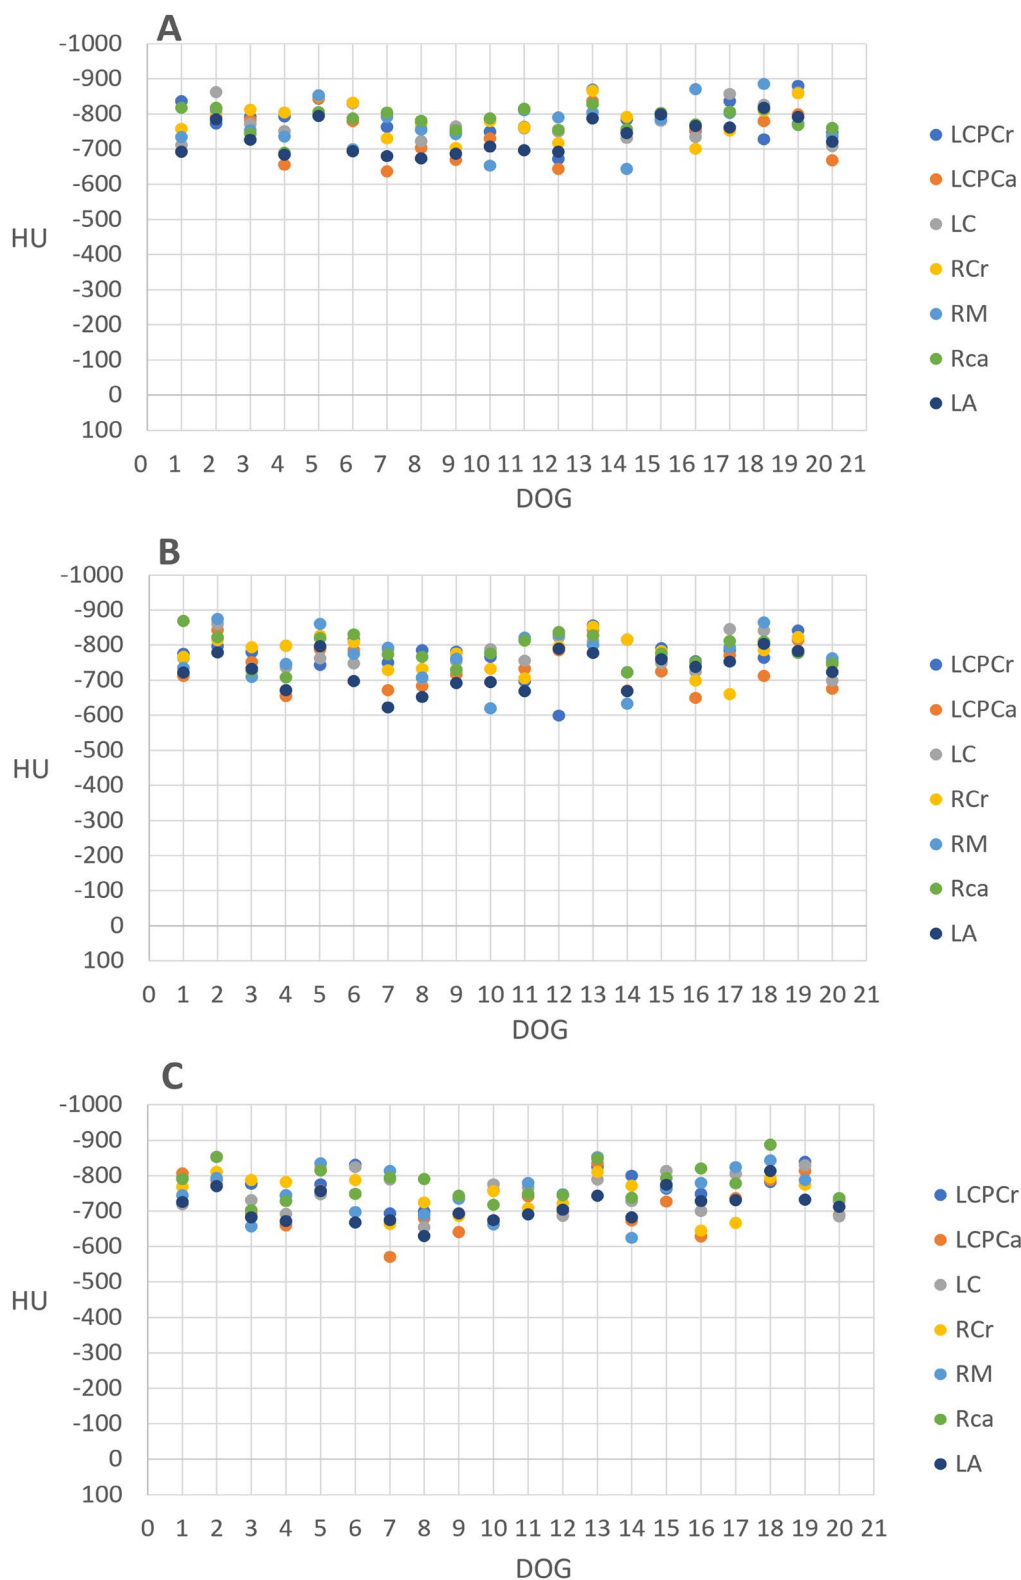 A
-1000
-900
-800
-700
-600
-500
-400
-300
-200
-100
0
100
HU
0 1 2 3 4 5 6 7 8 9 10 11 12 13 14 15 16 17 18 19 20 21
DOG
LCPCr
LCPCa
LC
RCr
RM
Rca
LA
B
-1000
-900
-800
-700
-600
-500
-400
-300
-200
-100
0
100
HU
0 1 2 3 4 5 6 7 8 9 10 11 12 13 14 15 16 17 18 19 20 21
DOG
LCPCr
LCPCa
LC
RCr
RM
Rca
LA
C
-1000
-900
-800
-700
-600
-500
-400
-300
-200
-100
0
100
HU
0 1 2 3 4 5 6 7 8 9 10 11 12 13 14 15 16 17 18 19 20 21
DOG
LCPCr
LCPCa
LC
RCr
RM
Rca
LA